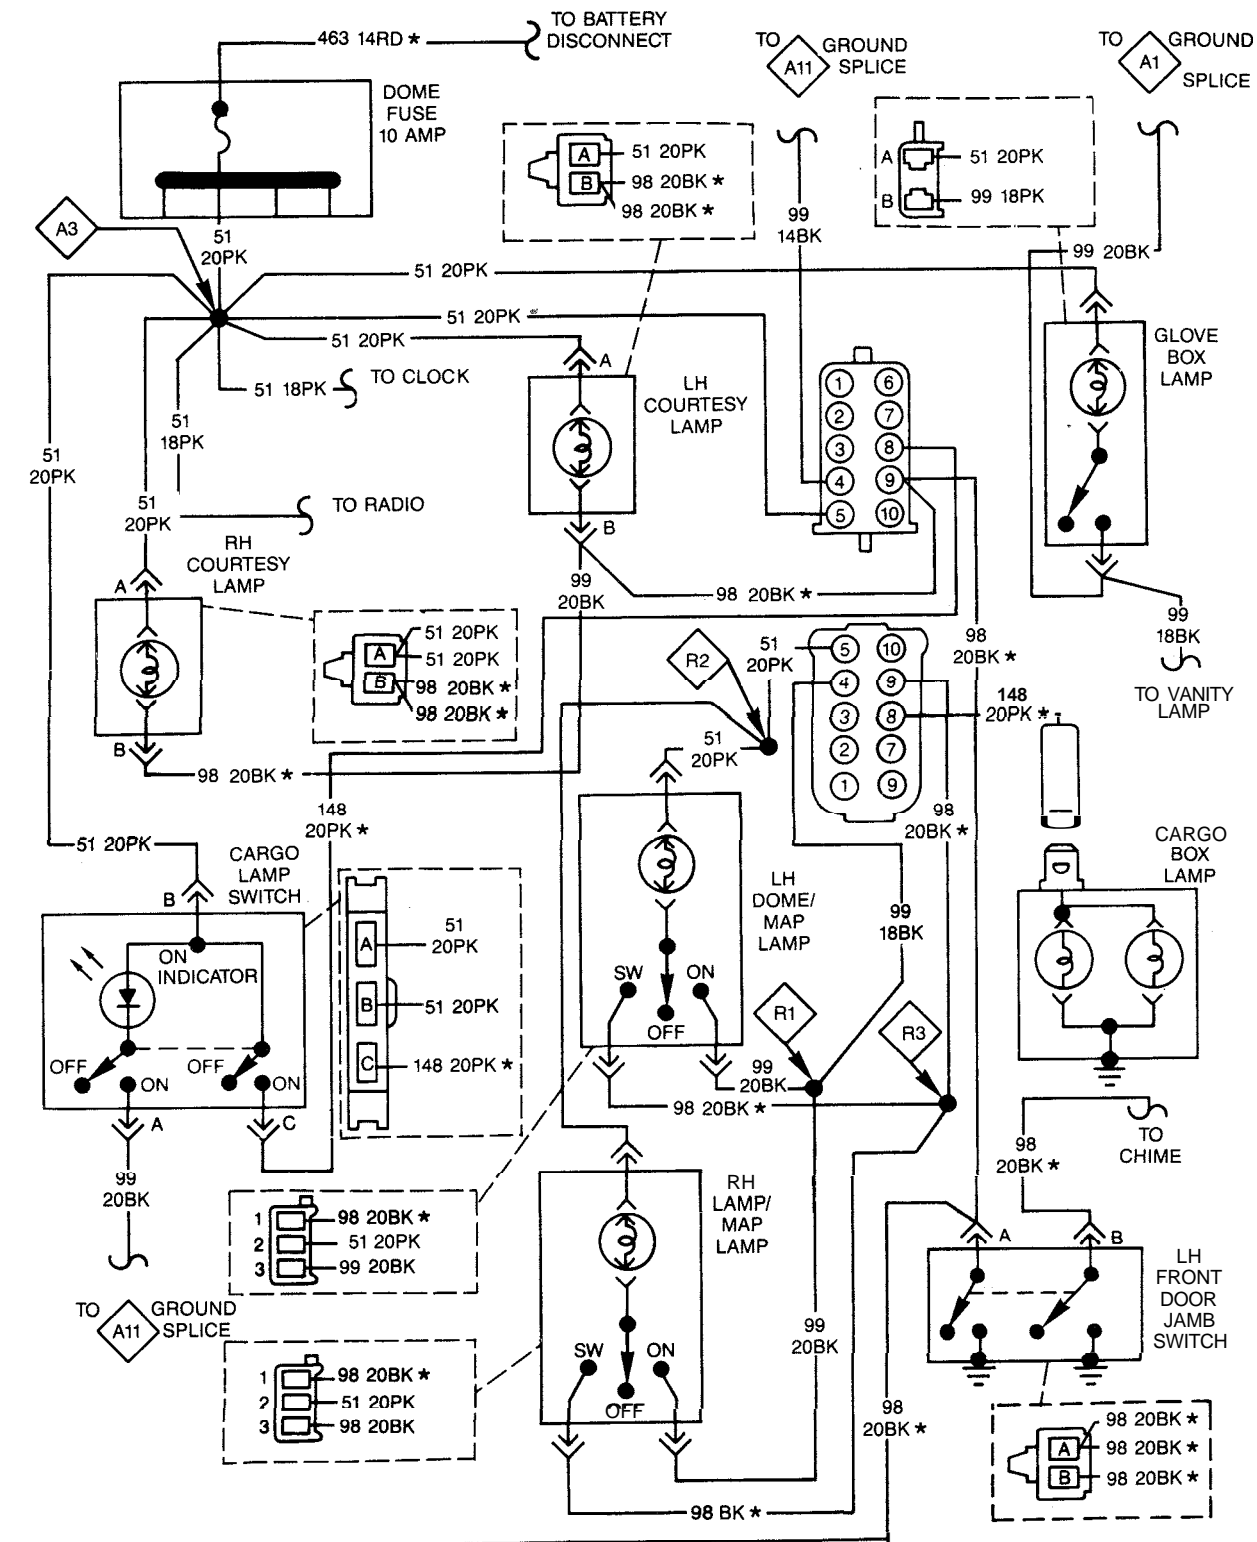 TO BATTERY
DISCONNECT
463 14RD *
TO
A11
GROUND
SPLICE
TO
A1
GROUND
SPLICE
DOME
FUSE
10 AMP
A 51 20PK
B 98 20BK *
98 20BK *
A 51 20PK
B 99 18PK
99
14BK
99 20BK
A3
51
20PK
51 20PK
51 20PK
51 20PK
51 18PK
TO CLOCK
A
LH
COURTESY
LAMP
B
GLOVE
BOX
LAMP
1 6
2 7
3 8
4 9
5 10
51
20PK
51
18PK
51
20PK
TO RADIO
RH
COURTESY
LAMP
A
B
99
20BK
98 20BK *
99
18BK
TO VANITY
LAMP
51 20PK
A 51 20PK
B 98 20BK *
98 20BK *
98 20BK *
R2
51
20PK
51
20PK
5 10
4 9
3 8
2 7
1 9
98
20BK *
148
20PK *
98
20BK *
148
20PK *
51 20PK
CARGO
LAMP
SWITCH
B
ON
INDICATOR
OFF
ON
OFF
ON
A
C
A 51
20PK
B 51 20PK
C 148 20PK *
LH
DOME/
MAP
LAMP
SW
ON
OFF
99
18BK
CARGO
BOX
LAMP
R1
R3
99
20BK
98 20BK *
99
20BK
TO
A11
GROUND
SPLICE
1 98 20BK *
2 51 20PK
3 99 20BK
1 98 20BK *
2 51 20PK
3 98 20BK
RH
LAMP/
MAP
LAMP
SW
ON
OFF
99
20BK
98 BK *
98
20BK *
98
20BK *
TO
CHIME
A
B
LH
FRONT
DOOR
JAMB
SWITCH
98 20BK *
A 98 20BK *
B 98 20BK *